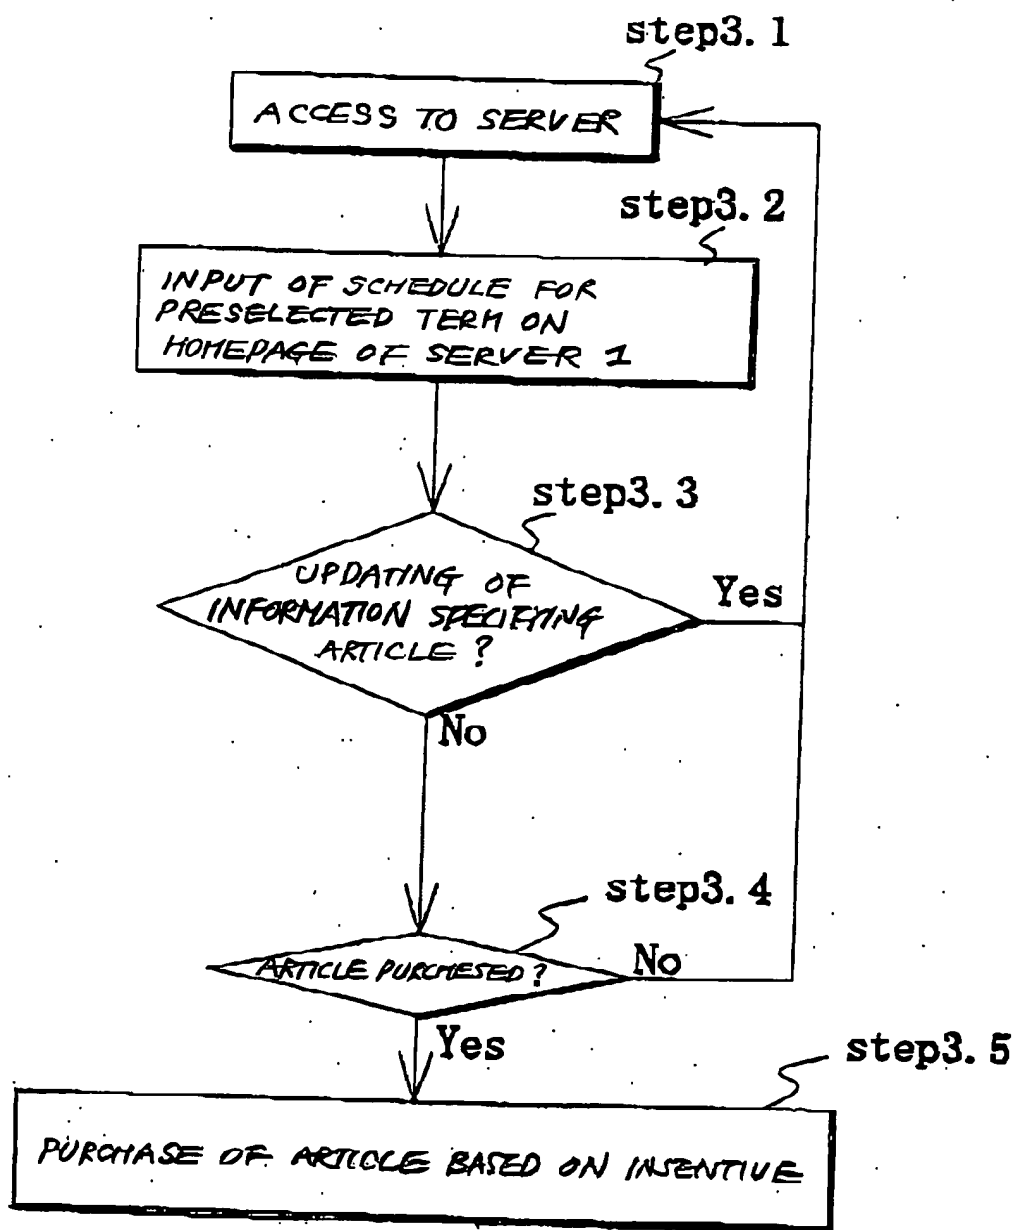 step3.1
ACCESS TO SERVER
step3.2
INPUT OF SCHEDULE FOR
PRESELECTED TERM ON
HOMEPAGE OF SERVER 1
step3.3
UPDATING OF
INFORMATION SPECIFYING
ARTICLE?
Yes
No
step3.4
ARTICLE PURCHESED?
No
Yes
step3.5
PURCHASE OF ARTICLE BASED ON INSENTIVE